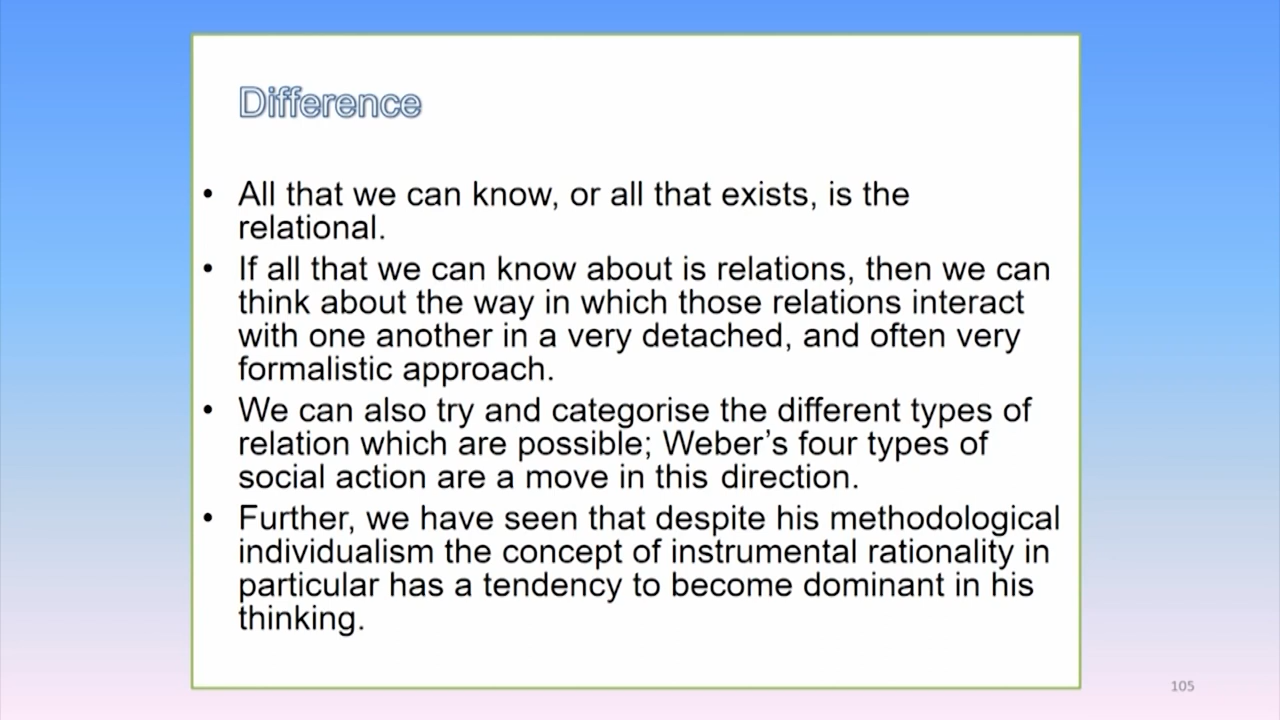 Difference
• All that we can know, or all that exists, is the
relational.
• If all that we can know about is relations, then we can
think about the way in which those relations interact
with one another in a very detached, and often very
formalistic approach.
• We can also try and categorise the different types of
relation which are possible; Weber’s four types of
social action are a move in this direction.
• Further, we have seen that despite his methodological
individualism the concept of instrumental rationality in
particular has a tendency to become dominant in his
thinking.
105